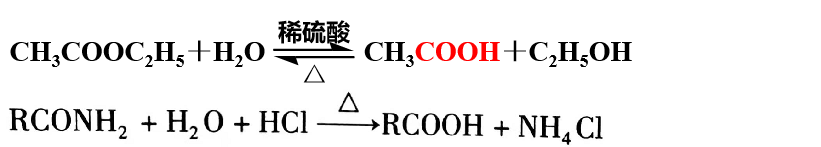 稀硫酸
CH₃COOC₂H₅+H₂O ⇌ CH₃COOH+C₂H₅OH
△
△
RCONH₂ + H₂O + HCl ⟶ RCOOH + NH₄Cl